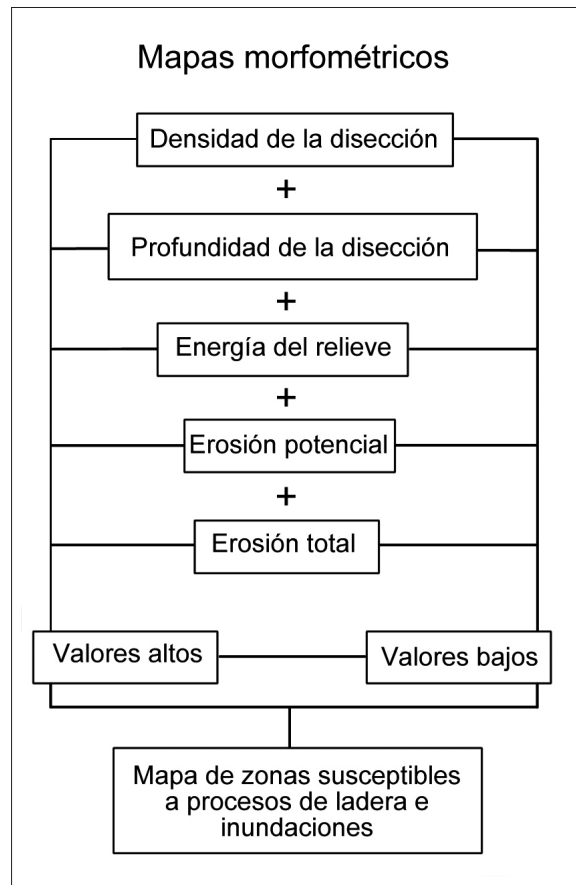 Mapas morfométricos
Densidad de la disección
+
Profundidad de la disección
+
Energía del relieve
+
Erosión potencial
+
Erosión total
Valores altos
Valores bajos
Mapa de zonas susceptibles
a procesos de ladera e
inundaciones